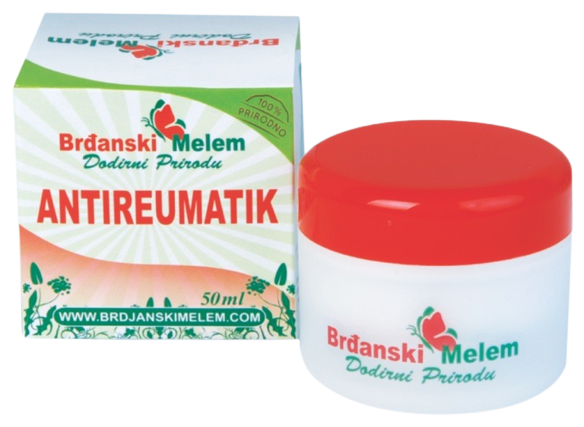 Brđanski Melem
Dodirni Prirodu
100%
PRIRODNO
Brđanski Melem
Dodirni Prirodu
ANTIREUMATIK
50ml
WWW.BRDJANSKIMELEM.COM
Brđanski Melem
Dodirni Prirodu